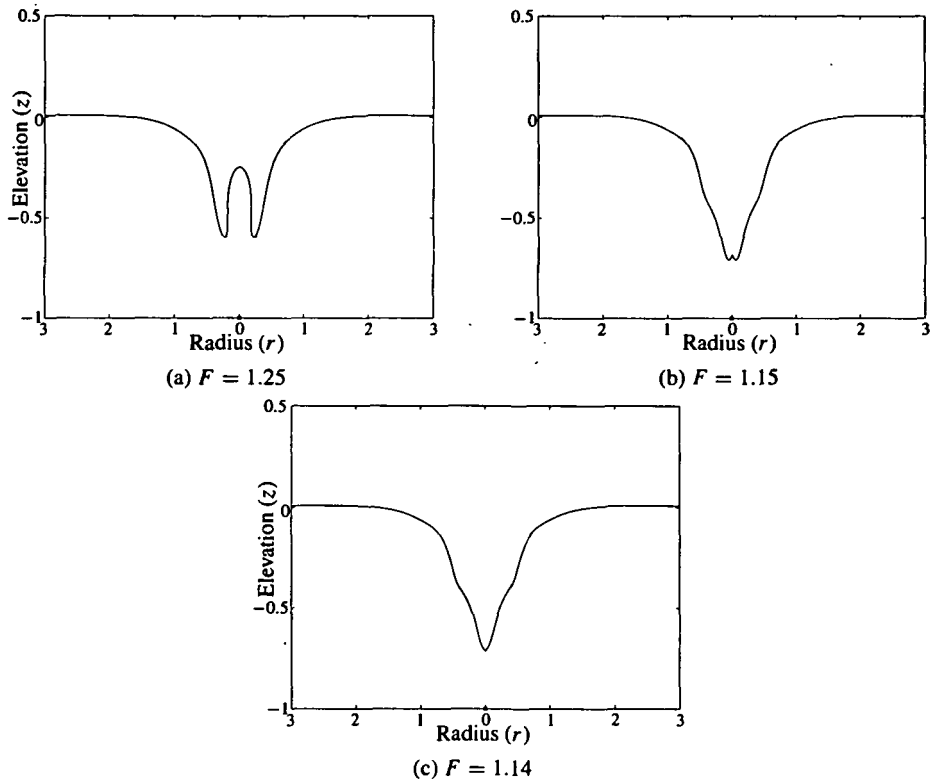 0.5
0
−0.5
−1
Elevation (z)
3 2 1 0 1 2 3
Radius (r)
(a) F = 1.25
0.5
0
−0.5
−1
Elevation (z)
3 2 1 0 1 2 3
Radius (r)
(b) F = 1.15
0.5
0
−0.5
−1
Elevation (z)
3 2 1 0 1 2 3
Radius (r)
(c) F = 1.14